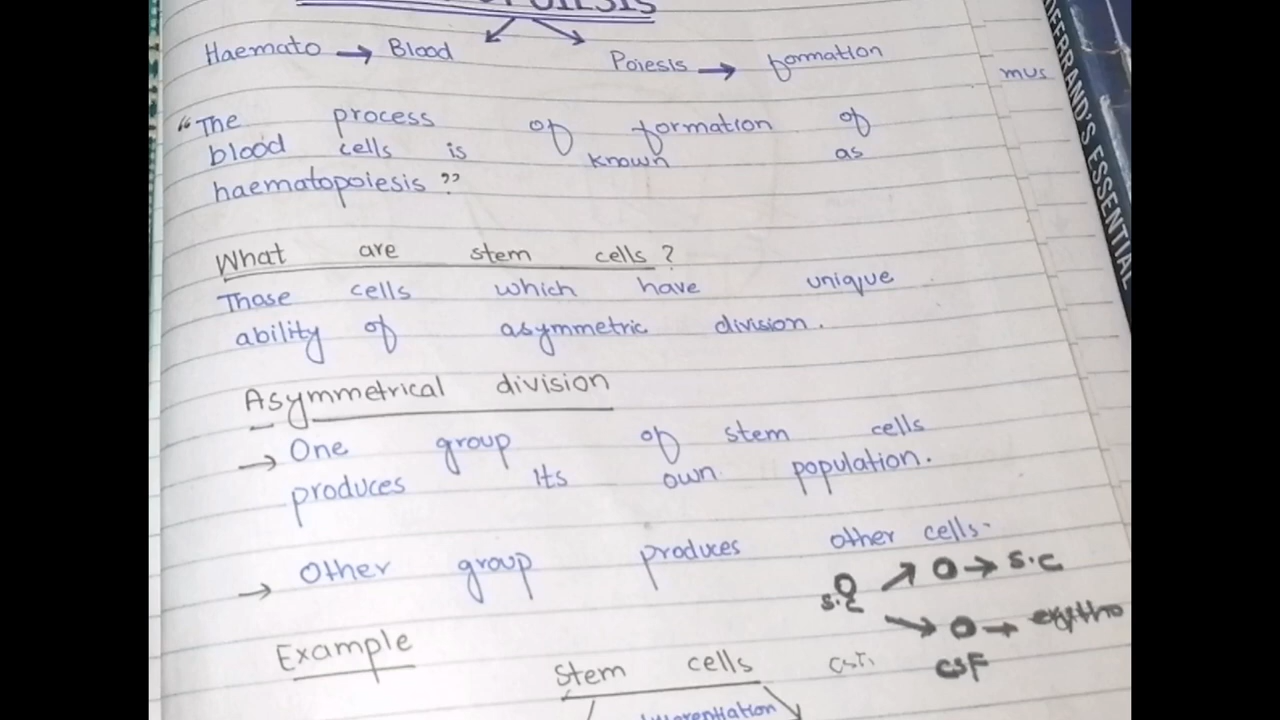 Haemato → Blood
Poiesis → formation
mus
"The process of formation of
blood cells is known as
haematopoiesis"
What are stem cells?
Those cells which have unique
ability of asymmetric division.
Asymmetrical division
→ One group of stem cells
produces Its own population.
→ Other group produces other cells.
S.C → S.C
→ erythro
CSF
Example
Stem cells
ESSENTIAL